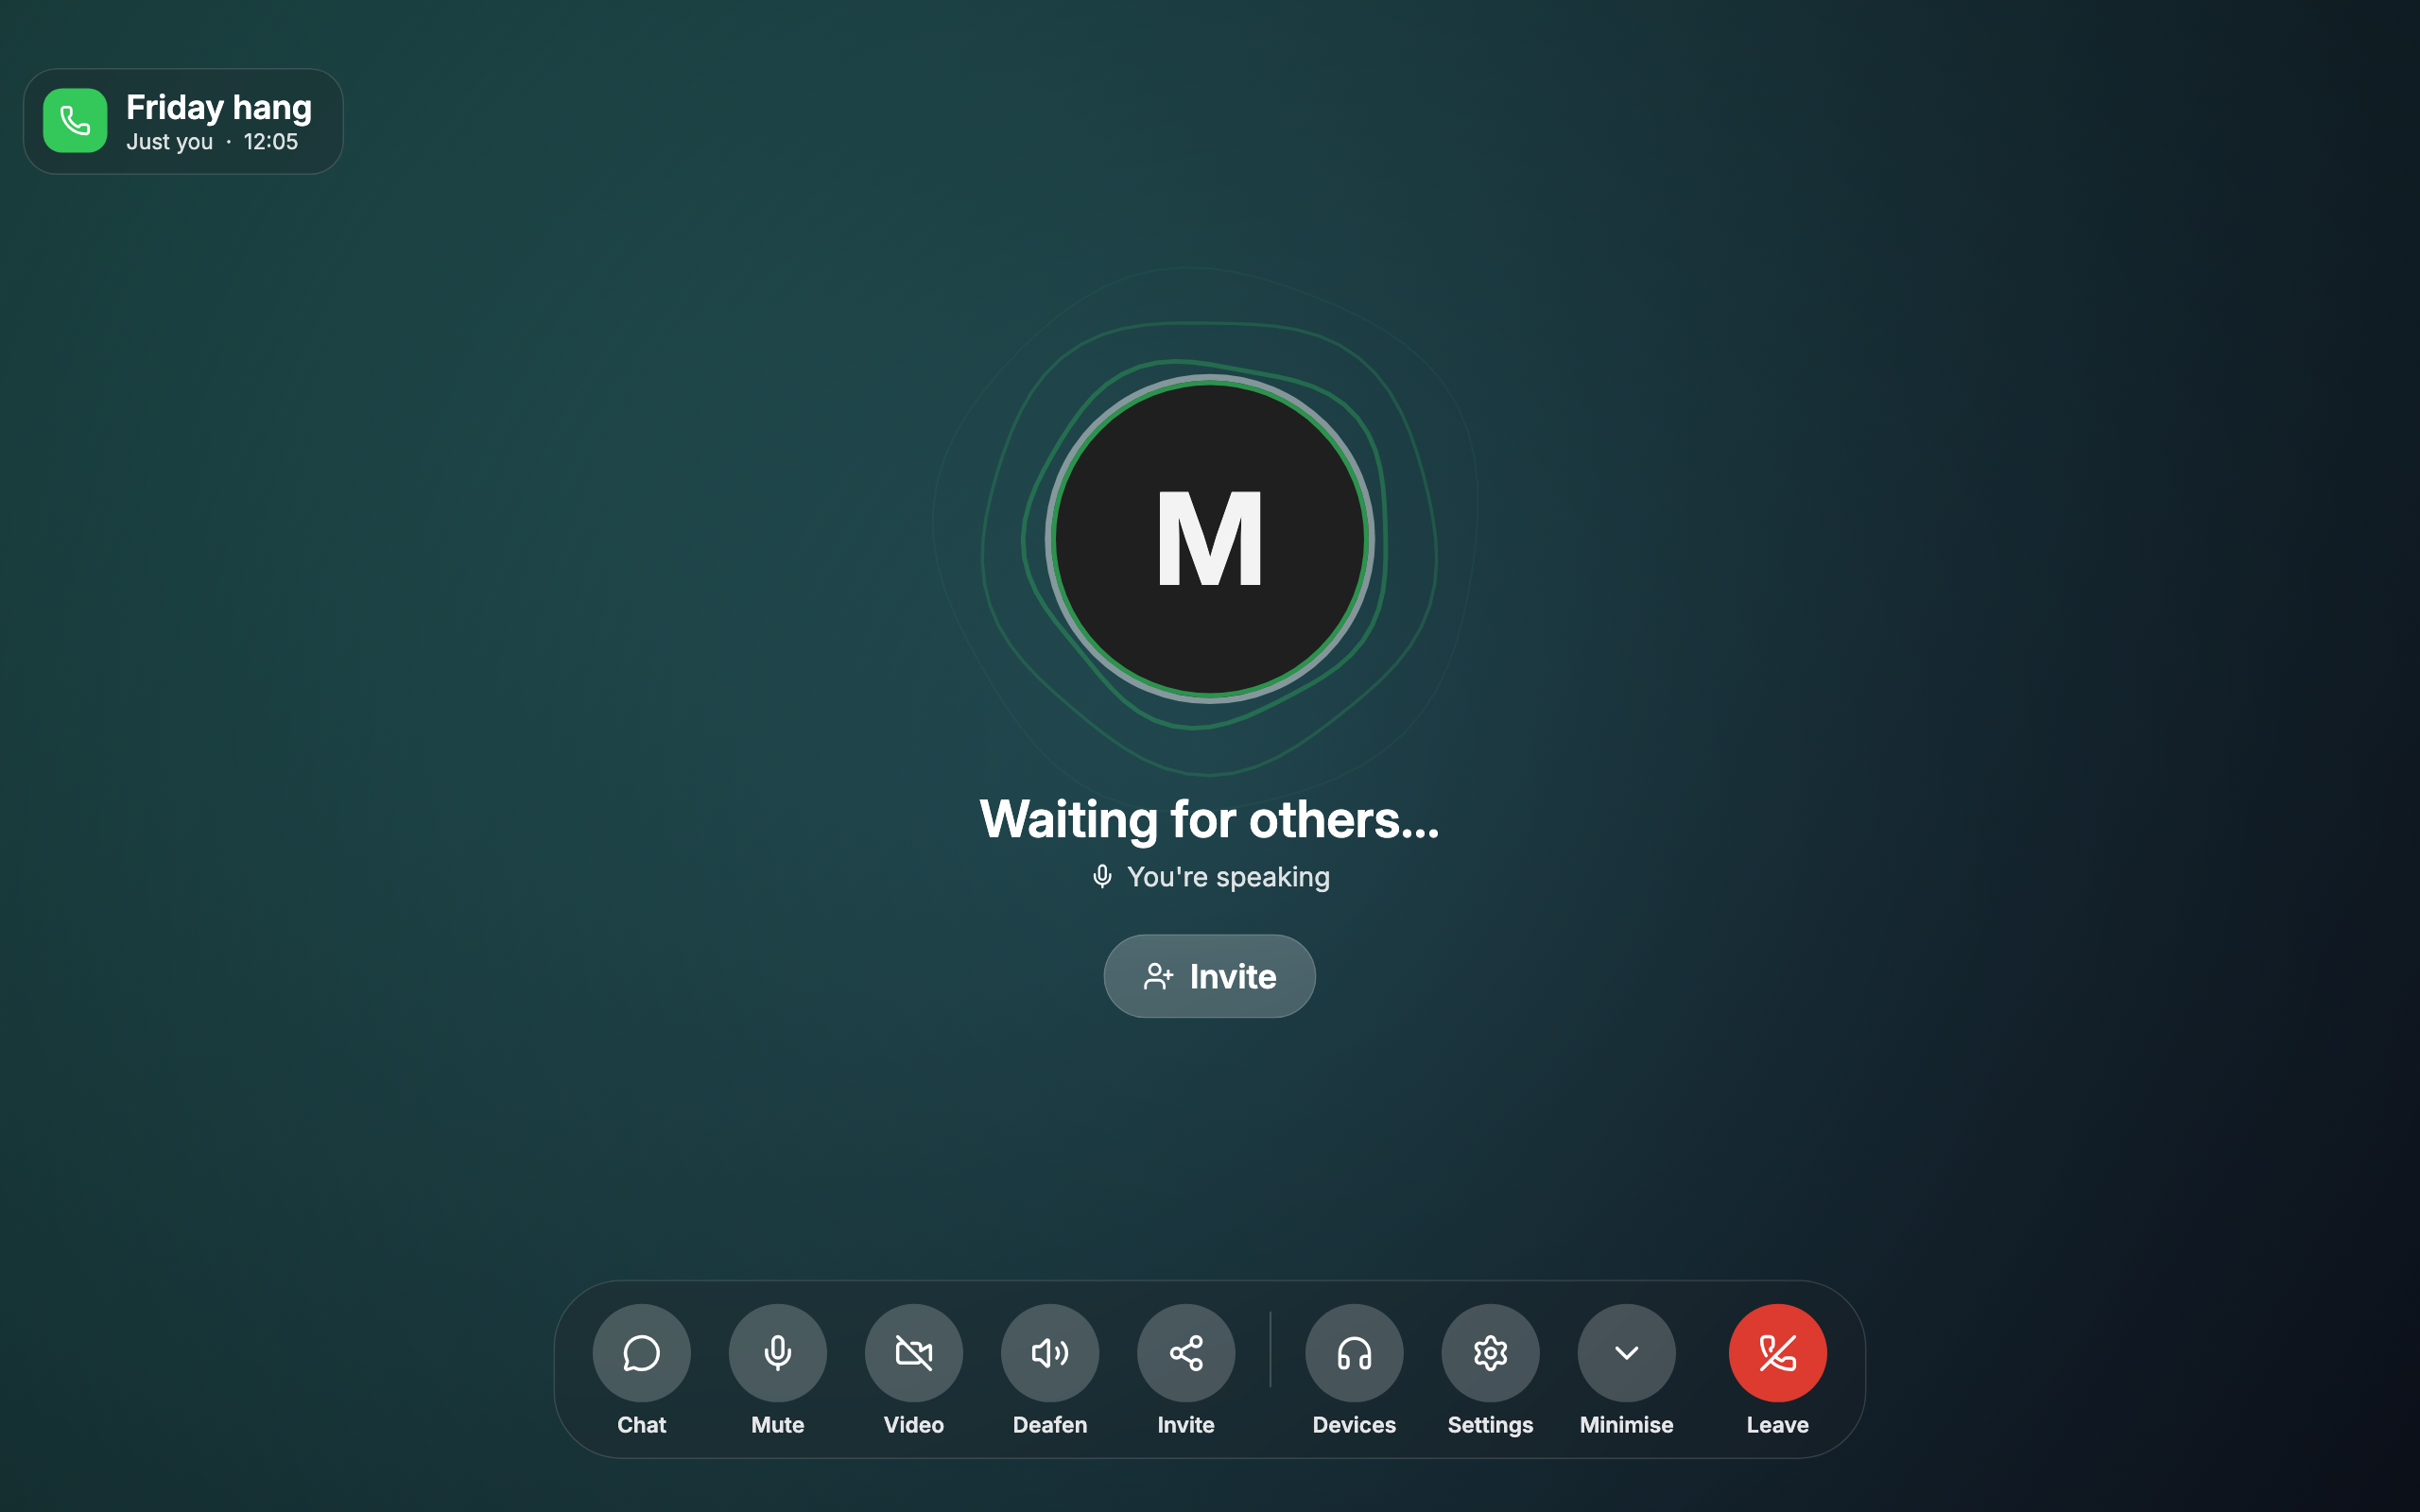 Friday hang
Just you · 12:05
M
Waiting for others...
You're speaking
Invite
Chat Mute Video Deafen Invite Devices Settings Minimise Leave